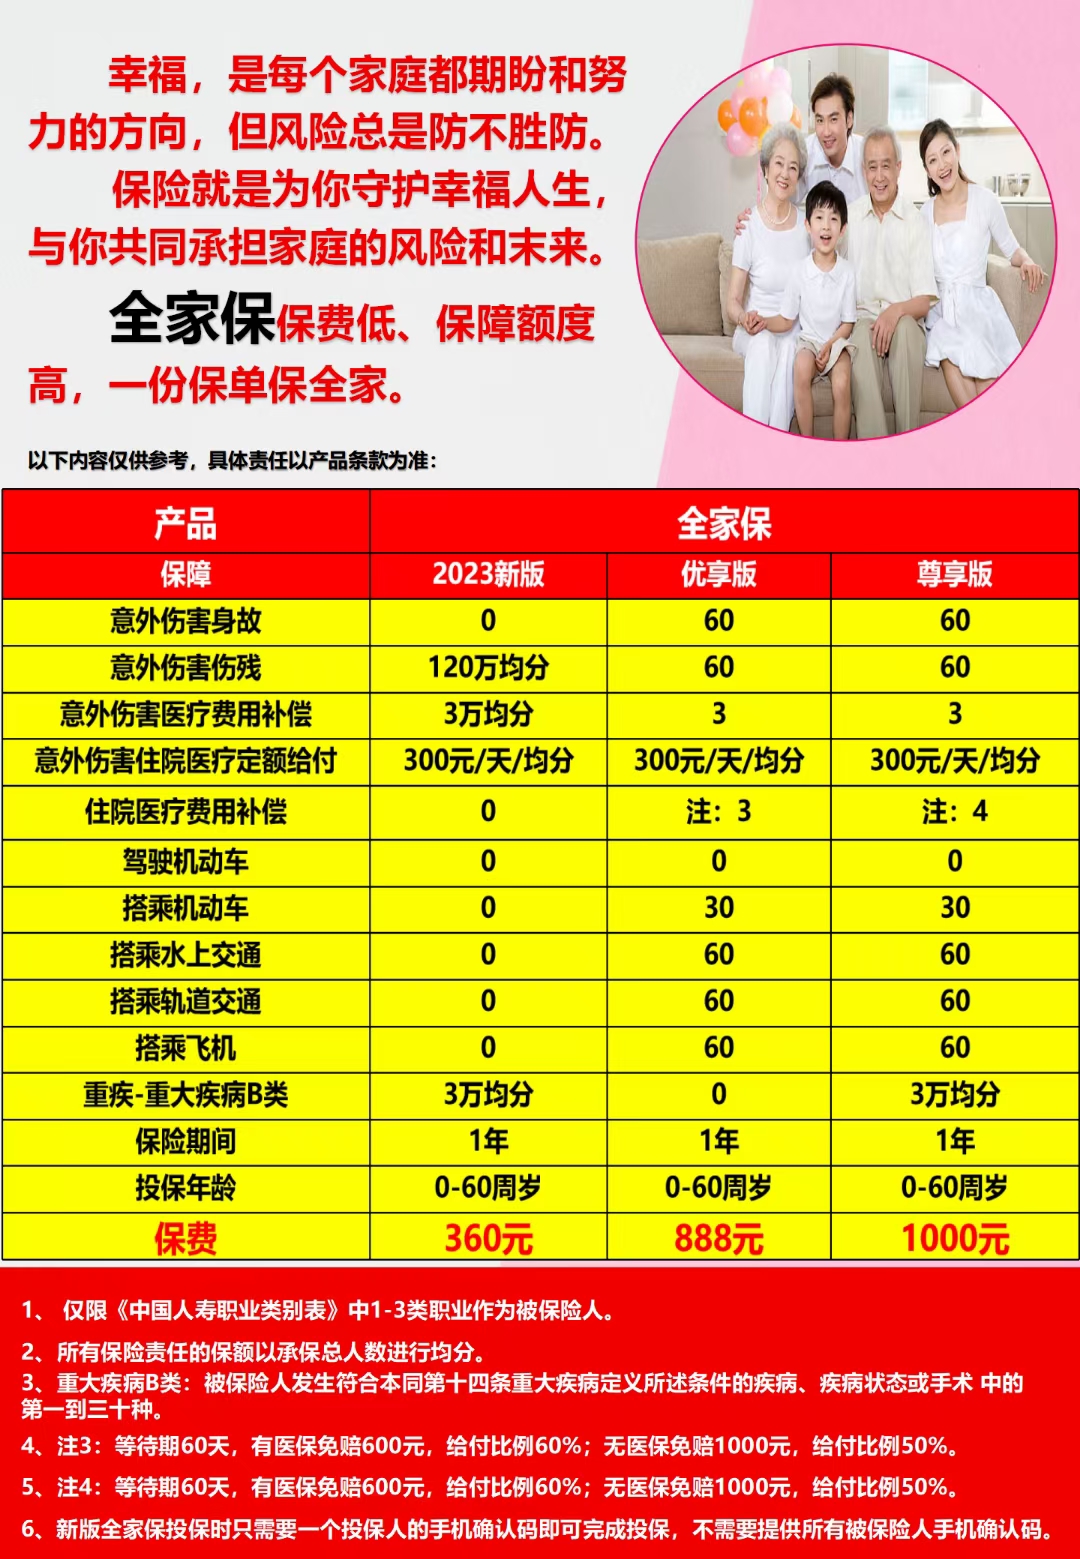 幸福，是每个家庭都期盼和努
力的方向，但风险总是防不胜防。
保险就是为你守护幸福人生，
与你共同承担家庭的风险和末来。
全家保保费低、保障额度
高，一份保单保全家。
以下内容仅供参考，具体责任以产品条款为准：
产品 全家保
保障 2023新版 优享版 尊享版
意外伤害身故 0 60 60
意外伤害伤残 120万均分 60 60
意外伤害医疗费用补偿 3万均分 3 3
意外伤害住院医疗定额给付 300元/天/均分 300元/天/均分 300元/天/均分
住院医疗费用补偿 0 注：3 注：4
驾驶机动车 0 0 0
搭乘机动车 0 30 30
搭乘水上交通 0 60 60
搭乘轨道交通 0 60 60
搭乘飞机 0 60 60
重疾-重大疾病B类 3万均分 0 3万均分
保险期间 1年 1年 1年
投保年龄 0-60周岁 0-60周岁 0-60周岁
保费 360元 888元 1000元
1、 仅限《中国人寿职业类别表》中1-3类职业作为被保险人。
2、所有保险责任的保额以承保总人数进行均分。
3、重大疾病B类：被保险人发生符合本同第十四条重大疾病定义所述条件的疾病、疾病状态或手术 中的
第一到三十种。
4、注3：等待期60天，有医保免赔600元，给付比例60%；无医保免赔1000元，给付比例50%。
5、注4：等待期60天，有医保免赔600元，给付比例60%；无医保免赔1000元，给付比例50%。
6、新版全家保投保时只需要一个投保人的手机确认码即可完成投保，不需要提供所有被保险人手机确认码。